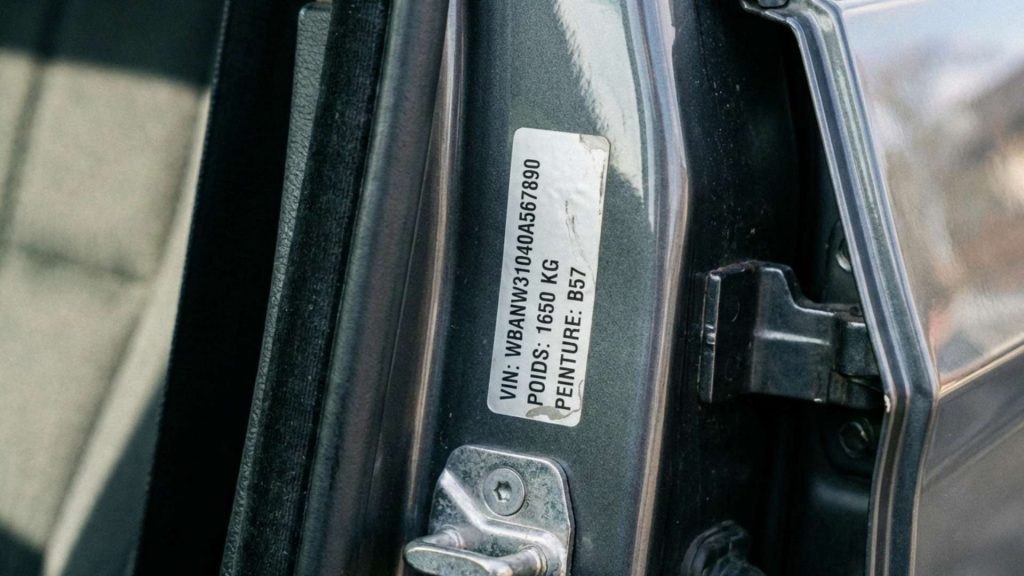 VIN: WBANW31040A567890
POIDS: 1650 KG
PEINTURE: B57